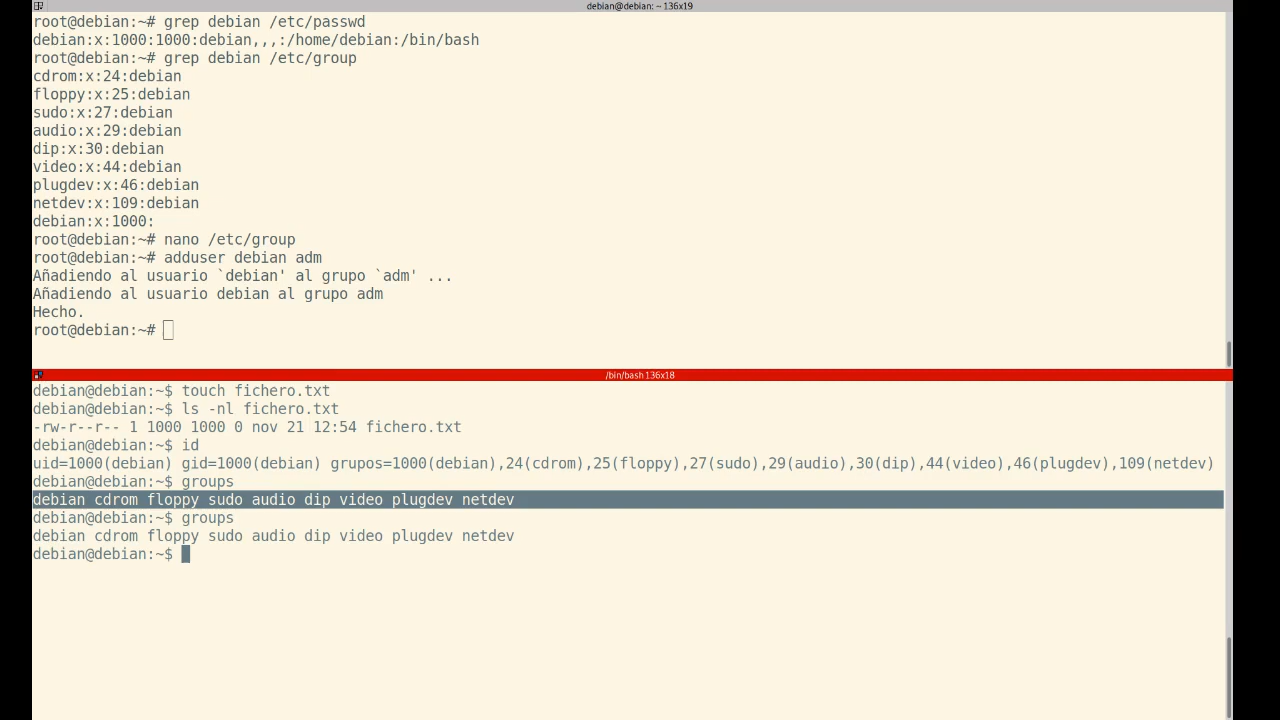 debian@debian: ~ 136x19
root@debian:~# grep debian /etc/passwd
debian:x:1000:1000:debian,,,:/home/debian:/bin/bash
root@debian:~# grep debian /etc/group
cdrom:x:24:debian
floppy:x:25:debian
sudo:x:27:debian
audio:x:29:debian
dip:x:30:debian
video:x:44:debian
plugdev:x:46:debian
netdev:x:109:debian
debian:x:1000:
root@debian:~# nano /etc/group
root@debian:~# adduser debian adm
Añadiendo al usuario `debian' al grupo `adm' ...
Añadiendo al usuario debian al grupo adm
Hecho.
root@debian:~#
/bin/bash 136x18
debian@debian:~$ touch fichero.txt
debian@debian:~$ ls -nl fichero.txt
-rw-r--r-- 1 1000 1000 0 nov 21 12:54 fichero.txt
debian@debian:~$ id
uid=1000(debian) gid=1000(debian) grupos=1000(debian),24(cdrom),25(floppy),27(sudo),29(audio),30(dip),44(video),46(plugdev),109(netdev)
debian@debian:~$ groups
debian cdrom floppy sudo audio dip video plugdev netdev
debian@debian:~$ groups
debian cdrom floppy sudo audio dip video plugdev netdev
debian@debian:~$